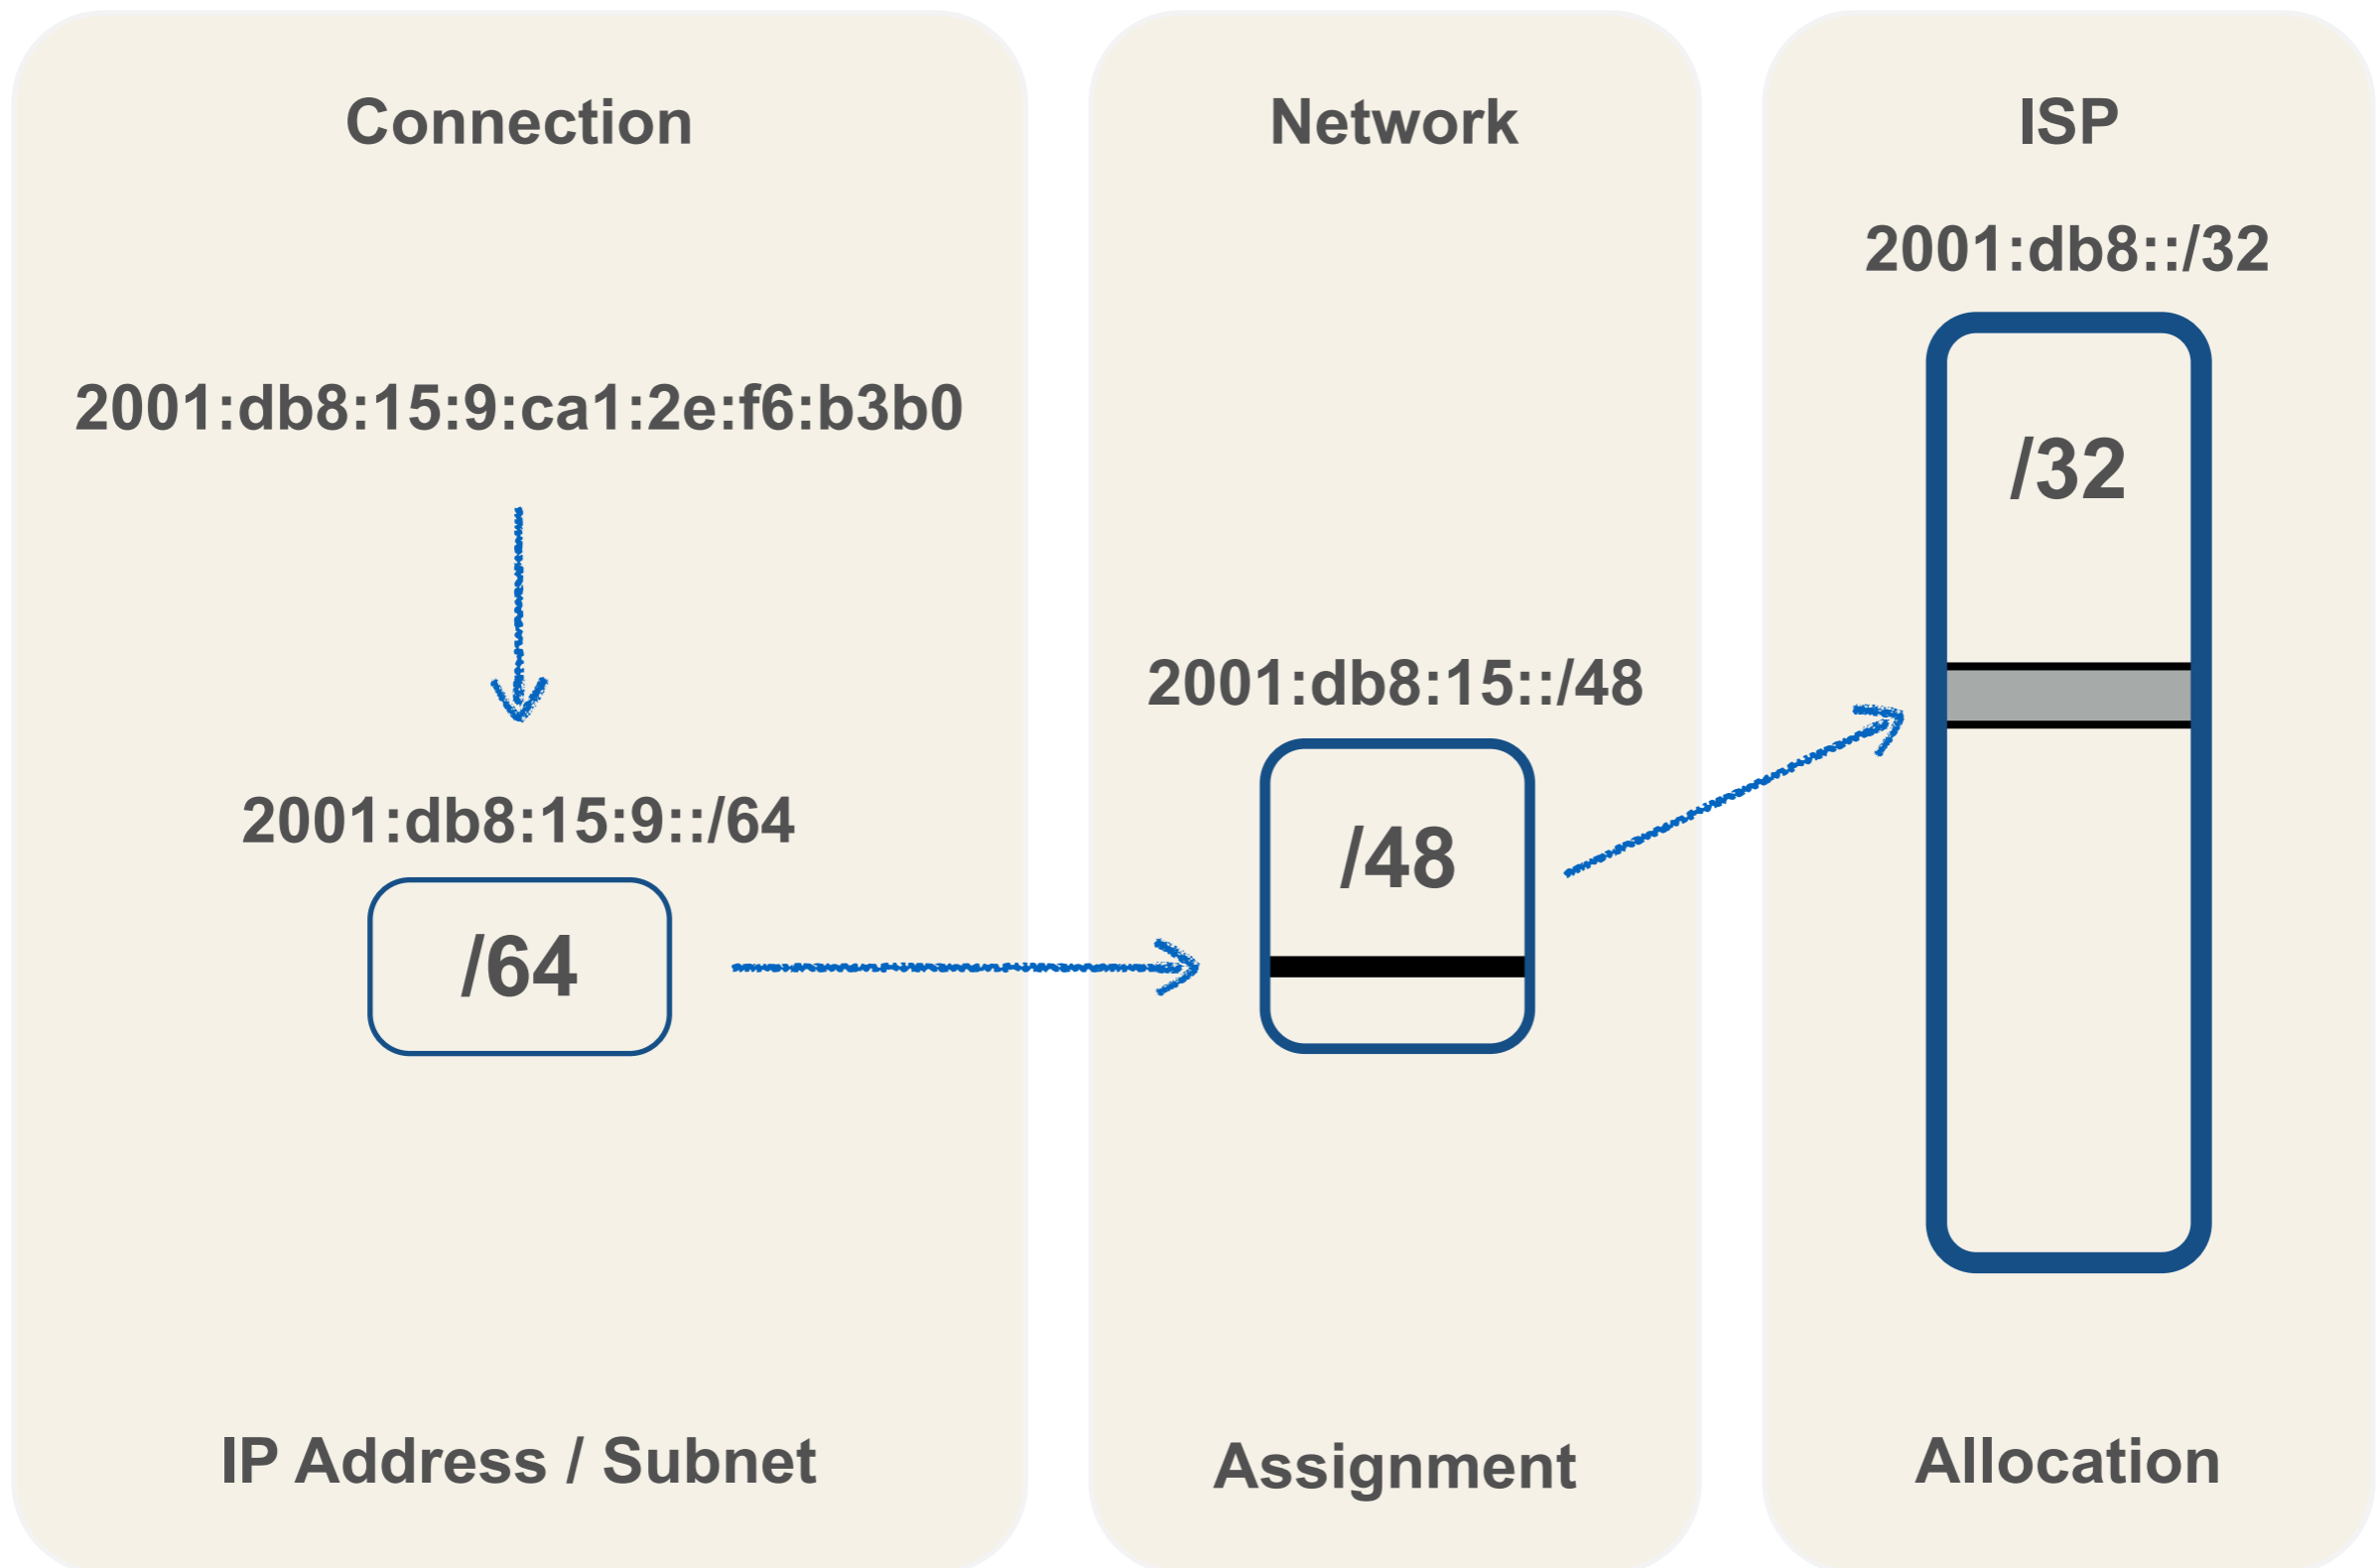 Connection
2001:db8:15:9:ca1:2e:f6:b3b0
2001:db8:15:9::/64
/64
IP Address / Subnet
Network
2001:db8:15::/48
/48
Assignment
ISP
2001:db8::/32
/32
Allocation